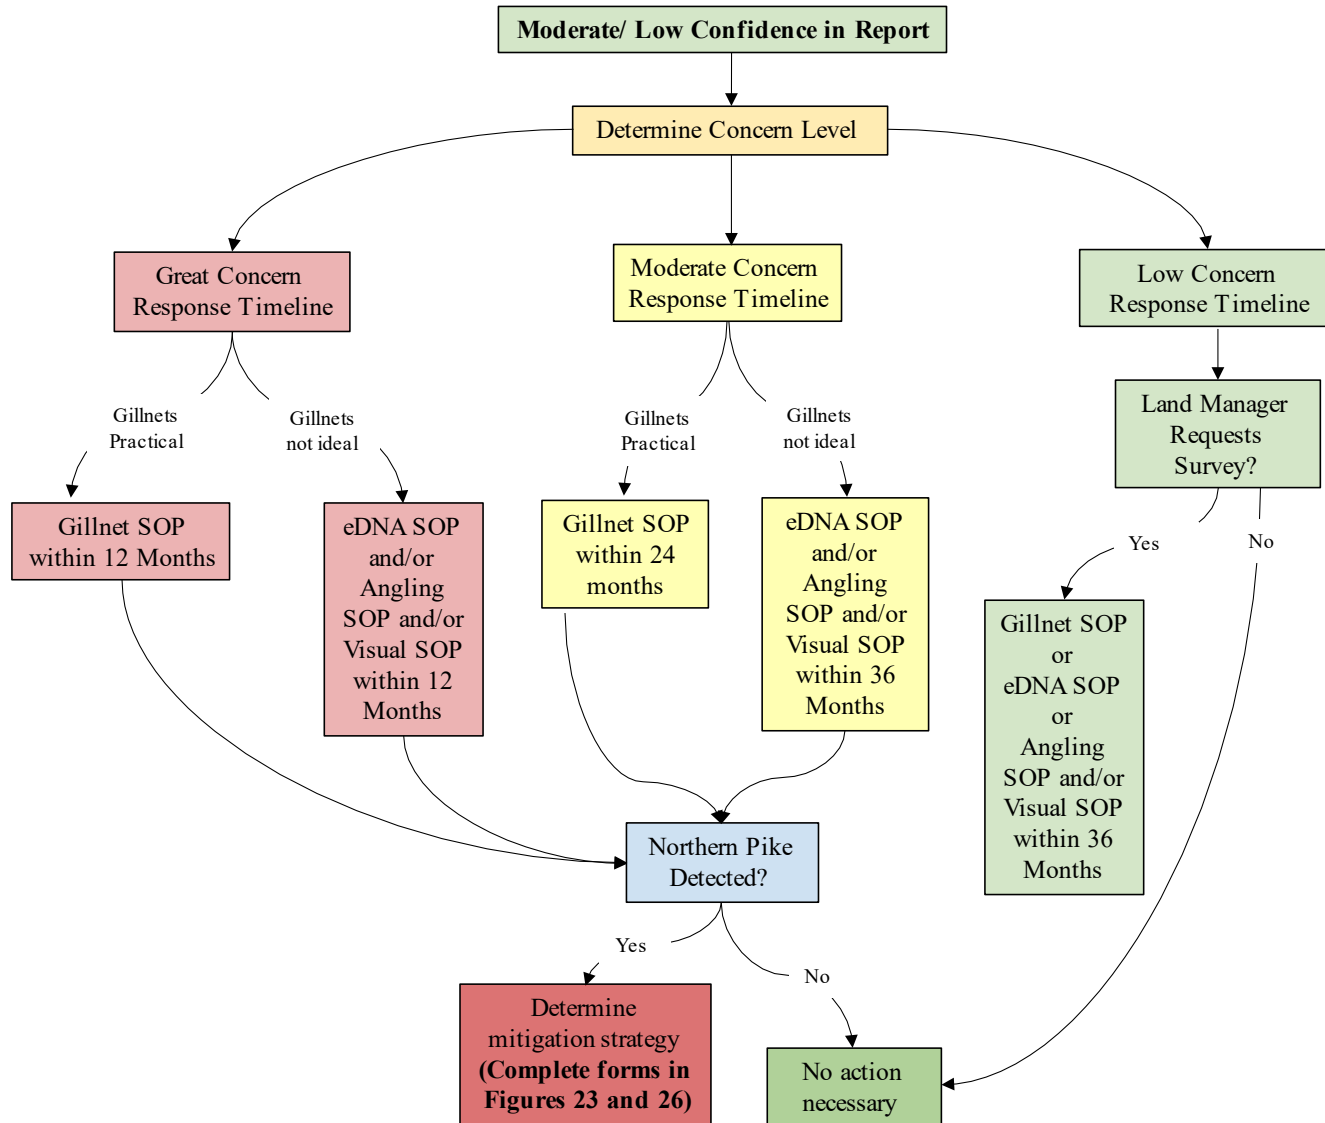 Moderate/ Low Confidence in Report
Determine Concern Level
Great Concern
Response Timeline
Moderate Concern
Response Timeline
Low Concern
Response Timeline
Gillnets
Practical
Gillnets
not ideal
Gillnets
Practical
Gillnets
not ideal
Land Manager
Requests
Survey?
Gillnet SOP
within 12 Months
eDNA SOP
and/or
Angling
SOP and/or
Visual SOP
within 12
Months
Gillnet SOP
within 24
months
eDNA SOP
and/or
Angling
SOP and/or
Visual SOP
within 36
Months
Yes
No
Gillnet SOP
or
eDNA SOP
or
Angling
SOP and/or
Visual SOP
within 36
Months
Northern Pike
Detected?
Yes
No
Determine
mitigation strategy
(Complete forms in
Figures 23 and 26)
No action
necessary